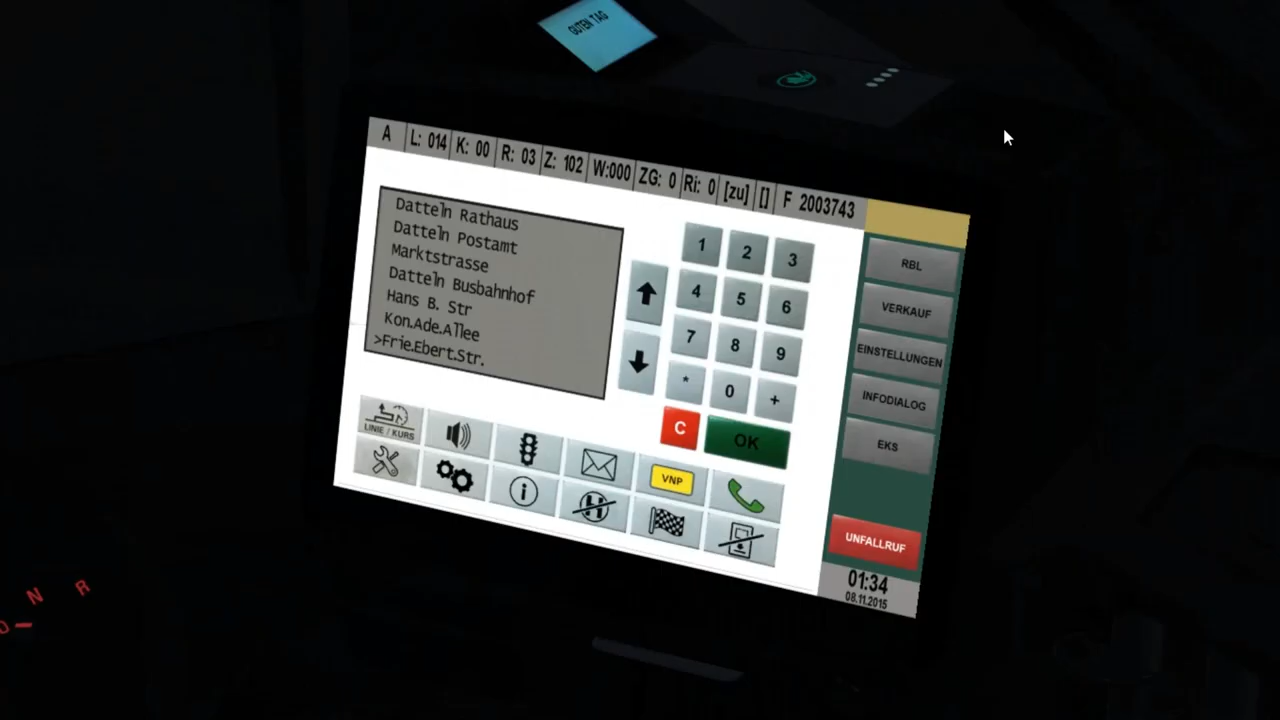 GUTEN TAG
A L: 014 K: 00 R: 03 Z: 102 W:000 ZG: 0 Ri: 0 [zu] [] F 2003743
Datteln Rathaus
Datteln Postamt
Marktstrasse
Datteln Busbahnhof
Hans B. Str
Kon.Ade.Allee
>Frie.Ebert.Str.
1 2 3
4 5 6
7 8 9
* 0 +
C OK
LINIE / KURS
VNP
i
H
RBL
VERKAUF
EINSTELLUNGEN
INFODIALOG
EKS
UNFALLRUF
01:34
08.11.2015
D N R